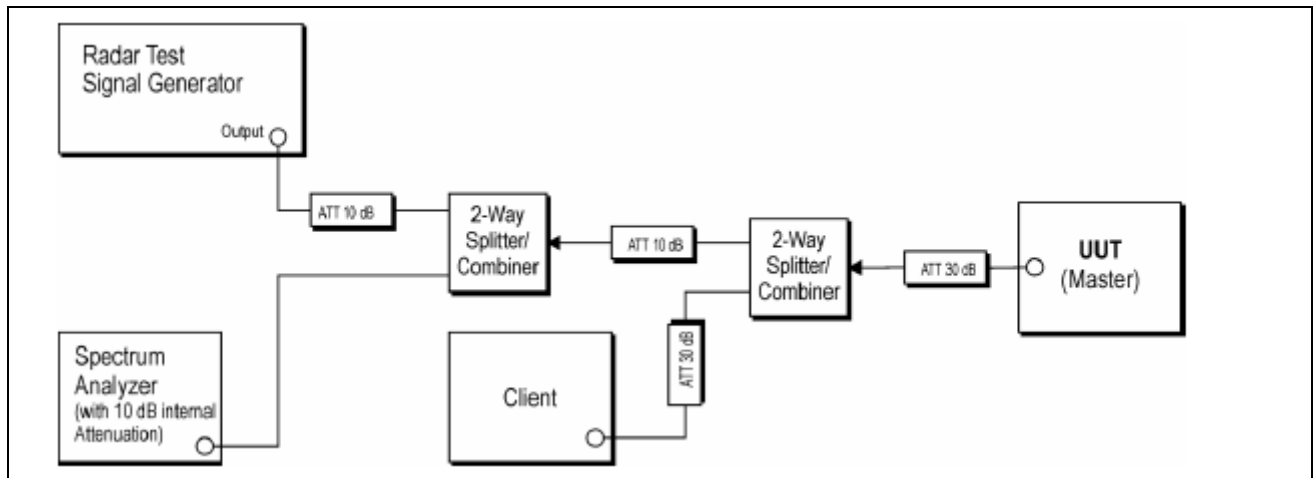 Radar Test
Signal Generator
Output
ATT 10 dB
2-Way
Splitter/
Combiner
ATT 10 dB
2-Way
Splitter/
Combiner
ATT 30 dB
UUT
(Master)
Spectrum
Analyzer
(with 10 dB internal
Attenuation)
Client
ATT 30 dB